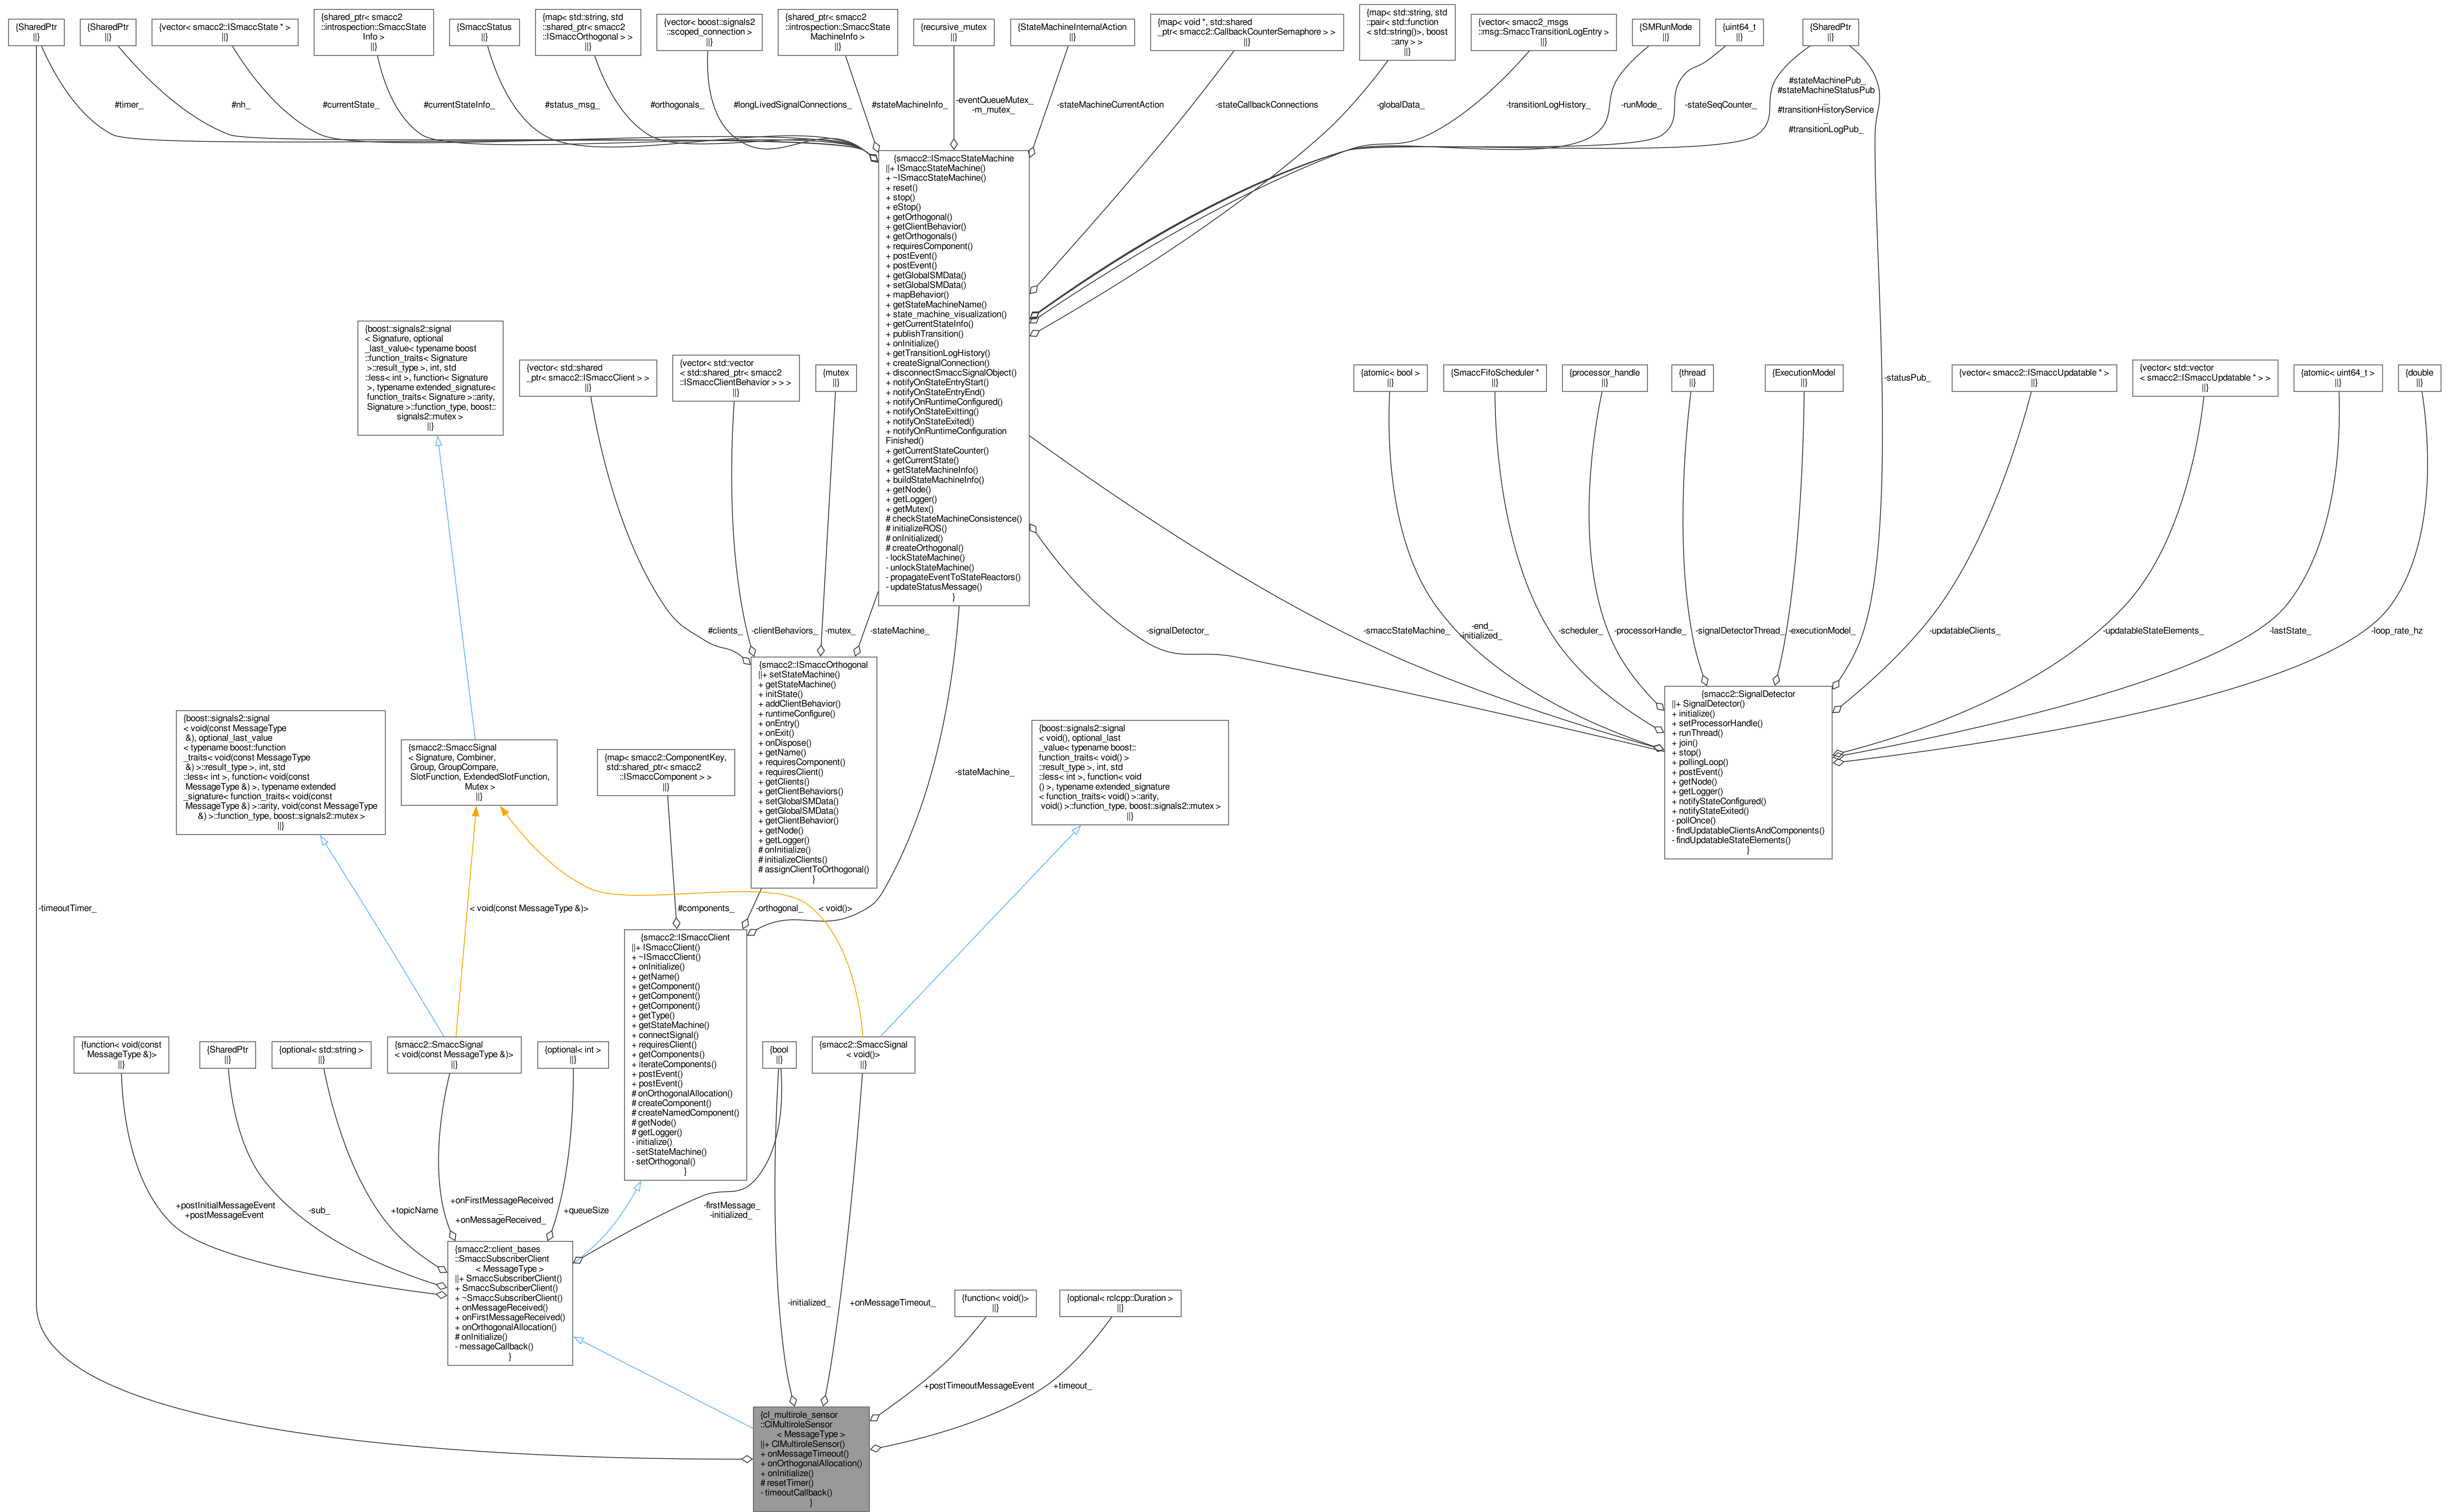 {SharedPtr
||}
{SharedPtr
||}
{vector< smacc2::ISmaccState * >
||}
{shared_ptr< smacc2
::introspection::SmaccState
Info >
||}
{SmaccStatus
||}
{map< std::string, std
::shared_ptr< smacc2
::ISmaccOrthogonal > >
||}
{vector< boost::signals2
::scoped_connection >
||}
{shared_ptr< smacc2
::introspection::SmaccState
MachineInfo >
||}
{recursive_mutex
||}
{StateMachineInternalAction
||}
{map< void *, std::shared
_ptr< smacc2::CallbackCounterSemaphore > >
||}
{map< std::string, std
::pair< std::function
< std::string()>, boost
::any > >
||}
{vector< smacc2_msgs
::msg::SmaccTransitionLogEntry >
||}
{SMRunMode
||}
{uint64_t
||}
{SharedPtr
||}
#timer_
#nh_
#currentState_
#currentStateInfo_
#status_msg_
#orthogonals_
#longLivedSignalConnections_
#stateMachineInfo_
-eventQueueMutex_
-m_mutex_
-stateMachineCurrentAction
-stateCallbackConnections
-globalData_
-transitionLogHistory_
-runMode_
-stateSeqCounter_
#stateMachinePub_
#stateMachineStatusPub
_
#transitionHistoryService
_
#transitionLogPub_
{smacc2::ISmaccStateMachine
||+ ISmaccStateMachine()
+ ~ISmaccStateMachine()
+ reset()
+ stop()
+ eStop()
+ getOrthogonal()
+ getClientBehavior()
+ getOrthogonals()
+ requiresComponent()
+ postEvent()
+ postEvent()
+ getGlobalSMData()
+ setGlobalSMData()
+ mapBehavior()
+ getStateMachineName()
+ state_machine_visualization()
+ getCurrentStateInfo()
+ publishTransition()
+ onInitialize()
+ getTransitionLogHistory()
+ createSignalConnection()
+ disconnectSmaccSignalObject()
+ notifyOnStateEntryStart()
+ notifyOnStateEntryEnd()
+ notifyOnRuntimeConfigured()
+ notifyOnStateExitting()
+ notifyOnStateExited()
+ notifyOnRuntimeConfiguration
Finished()
+ getCurrentStateCounter()
+ getCurrentState()
+ getStateMachineInfo()
+ buildStateMachineInfo()
+ getNode()
+ getLogger()
+ getMutex()
# checkStateMachineConsistence()
# initializeROS()
# onInitialized()
# createOrthogonal()
- lockStateMachine()
- unlockStateMachine()
- propagateEventToStateReactors()
- updateStatusMessage()
}
{boost::signals2::signal
< Signature, optional
_last_value< typename boost
::function_traits< Signature
>::result_type >, int, std
::less< int >, function< Signature
>, typename extended_signature<
function_traits< Signature >::arity,
Signature >::function_type, boost::
signals2::mutex >
||}
{vector< std::shared
_ptr< smacc2::ISmaccClient > >
||}
{vector< std::vector
< std::shared_ptr< smacc2
::ISmaccClientBehavior > > >
||}
{mutex
||}
{atomic< bool >
||}
{SmaccFifoScheduler *
||}
{processor_handle
||}
{thread
||}
{ExecutionModel
||}
-statusPub_
{vector< smacc2::ISmaccUpdatable * >
||}
{vector< std::vector
< smacc2::ISmaccUpdatable * > >
||}
{atomic< uint64_t >
||}
{double
||}
#clients_
-clientBehaviors_
-mutex_
-stateMachine_
-signalDetector_
-smaccStateMachine_
-end_
-initialized_
-scheduler_
-processorHandle_
-signalDetectorThread_
-executionModel_
-updatableClients_
-updatableStateElements_
-lastState_
-loop_rate_hz
{smacc2::ISmaccOrthogonal
||+ setStateMachine()
+ getStateMachine()
+ initState()
+ addClientBehavior()
+ runtimeConfigure()
+ onEntry()
+ onExit()
+ onDispose()
+ getName()
+ requiresComponent()
+ requiresClient()
+ getClients()
+ getClientBehaviors()
+ setGlobalSMData()
+ getGlobalSMData()
+ getClientBehavior()
+ getNode()
+ getLogger()
# onInitialize()
# initializeClients()
# assignClientToOrthogonal()
}
{smacc2::SignalDetector
||+ SignalDetector()
+ initialize()
+ setProcessorHandle()
+ runThread()
+ join()
+ stop()
+ pollingLoop()
+ postEvent()
+ getNode()
+ getLogger()
+ notifyStateConfigured()
+ notifyStateExited()
- pollOnce()
- findUpdatableClientsAndComponents()
- findUpdatableStateElements()
}
{boost::signals2::signal
< void(const MessageType
&), optional_last_value
< typename boost::function
_traits< void(const MessageType
&) >::result_type >, int, std
::less< int >, function< void(const
MessageType &) >, typename extended
_signature< function_traits< void(const
MessageType &) >::arity, void(const MessageType
&) >::function_type, boost::signals2::mutex >
||}
{smacc2::SmaccSignal
< Signature, Combiner,
Group, GroupCompare,
SlotFunction, ExtendedSlotFunction,
Mutex >
||}
{map< smacc2::ComponentKey,
std::shared_ptr< smacc2
::ISmaccComponent > >
||}
-stateMachine_
{boost::signals2::signal
< void(), optional_last
_value< typename boost::
function_traits< void() >
::result_type >, int, std
::less< int >, function< void
() >, typename extended_signature
< function_traits< void() >::arity,
void() >::function_type, boost::signals2::mutex >
||}
-timeoutTimer_
< void(const MessageType &)>
#components_
-orthogonal_
< void()>
{smacc2::ISmaccClient
||+ ISmaccClient()
+ ~ISmaccClient()
+ onInitialize()
+ getName()
+ getComponent()
+ getComponent()
+ getComponent()
+ getType()
+ getStateMachine()
+ connectSignal()
+ requiresClient()
+ getComponents()
+ iterateComponents()
+ postEvent()
+ postEvent()
# onOrthogonalAllocation()
# createComponent()
# createNamedComponent()
# getNode()
# getLogger()
- initialize()
- setStateMachine()
- setOrthogonal()
}
{function< void(const
MessageType &)>
||}
{SharedPtr
||}
{optional< std::string >
||}
{smacc2::SmaccSignal
< void(const MessageType &)>
||}
{optional< int >
||}
{bool
||}
{smacc2::SmaccSignal
< void()>
||}
+postInitialMessageEvent
+postMessageEvent
-sub_
+topicName
+onFirstMessageReceived
_
+onMessageReceived_
+queueSize
-firstMessage_
-initialized_
{smacc2::client_bases
::SmaccSubscriberClient
< MessageType >
||+ SmaccSubscriberClient()
+ SmaccSubscriberClient()
+ ~SmaccSubscriberClient()
+ onMessageReceived()
+ onFirstMessageReceived()
+ onOrthogonalAllocation()
# onInitialize()
- messageCallback()
}
-initialized_
+onMessageTimeout_
{function< void()>
||}
{optional< rclcpp::Duration >
||}
+postTimeoutMessageEvent
+timeout_
{cl_multirole_sensor
::ClMultiroleSensor
< MessageType >
||+ ClMultiroleSensor()
+ onMessageTimeout()
+ onOrthogonalAllocation()
+ onInitialize()
# resetTimer()
- timeoutCallback()
}